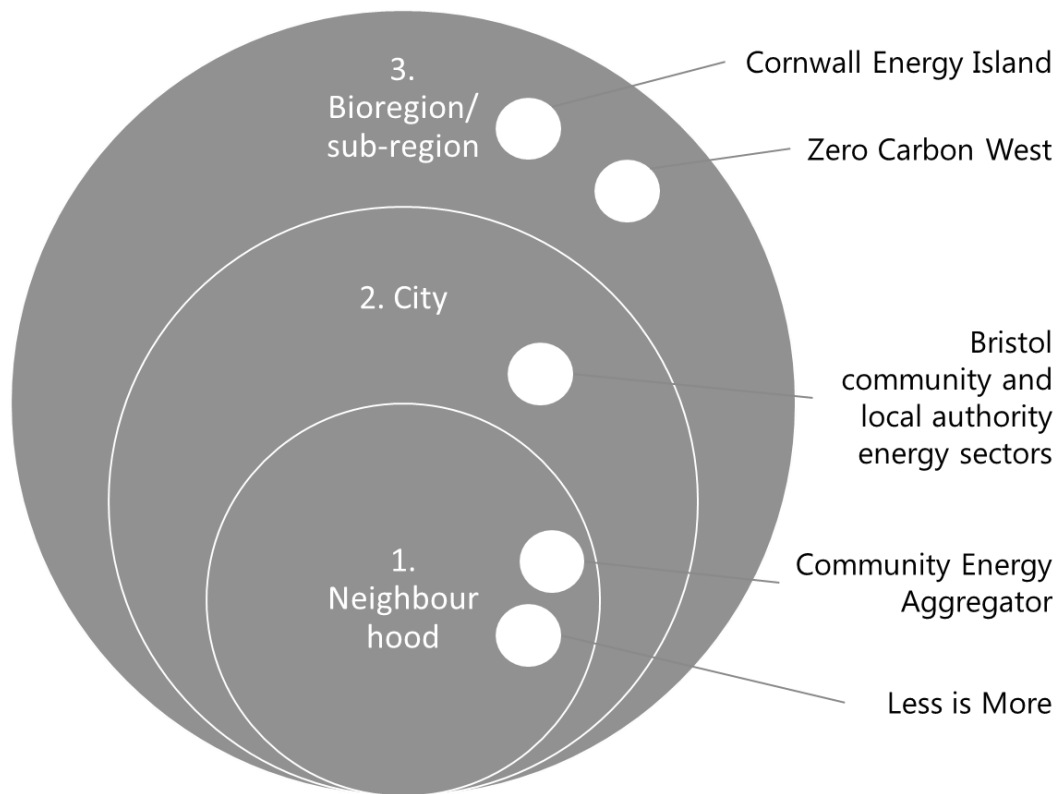 3.
Bioregion/
sub-region
Cornwall Energy Island
Zero Carbon West
2. City
Bristol
community and
local authority
energy sectors
1.
Neighbour
hood
Community Energy
Aggregator
Less is More